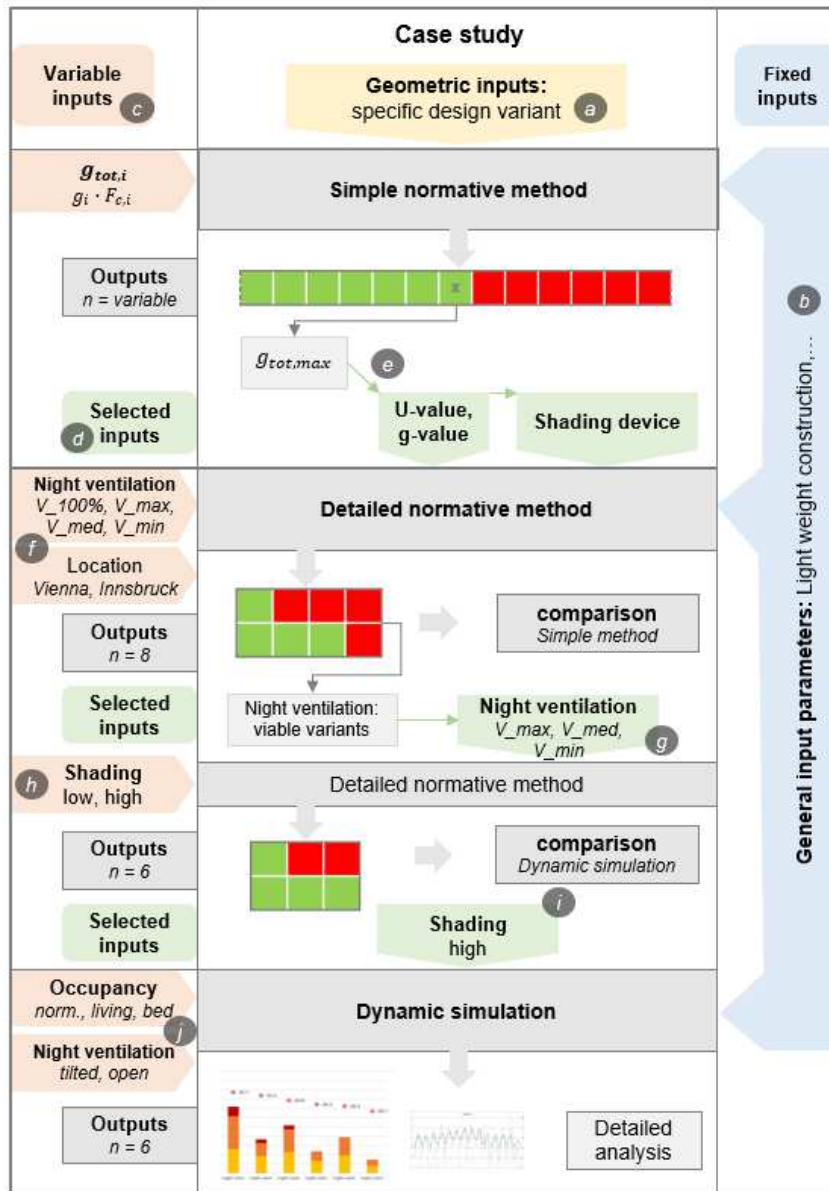 Case study
Variable
inputs
c
Geometric inputs:
specific design variant
a
Fixed
inputs
g_tot,i
g_i · F_c,i
Simple normative method
Outputs
n = variable
x
b
g_tot,max
e
Selected
inputs
d
U-value,
g-value
Shading device
General input parameters: Light weight construction,...
Night ventilation
V_100%, V_max,
V_med, V_min
f
Location
Vienna, Innsbruck
Detailed normative method
Outputs
n = 8
comparison
Simple method
Selected
inputs
Night ventilation:
viable variants
Night ventilation
V_max, V_med,
V_min
g
h
Shading
low, high
Detailed normative method
Outputs
n = 6
comparison
Dynamic simulation
i
Selected
inputs
Shading
high
Occupancy
norm., living, bed
j
Night ventilation
tilted, open
Dynamic simulation
Outputs
n = 6
Detailed
analysis